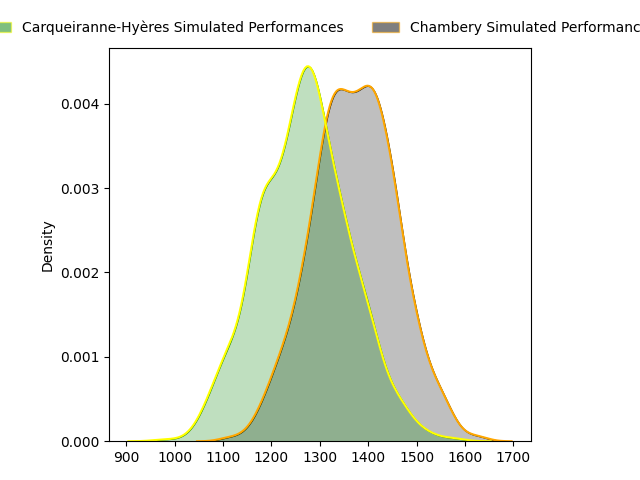 Carqueiranne-Hyères Simulated Performances
Chambery Simulated Performanc
Density
0.004
0.003
0.002
0.001
0.000
900 1000 1100 1200 1300 1400 1500 1600 1700